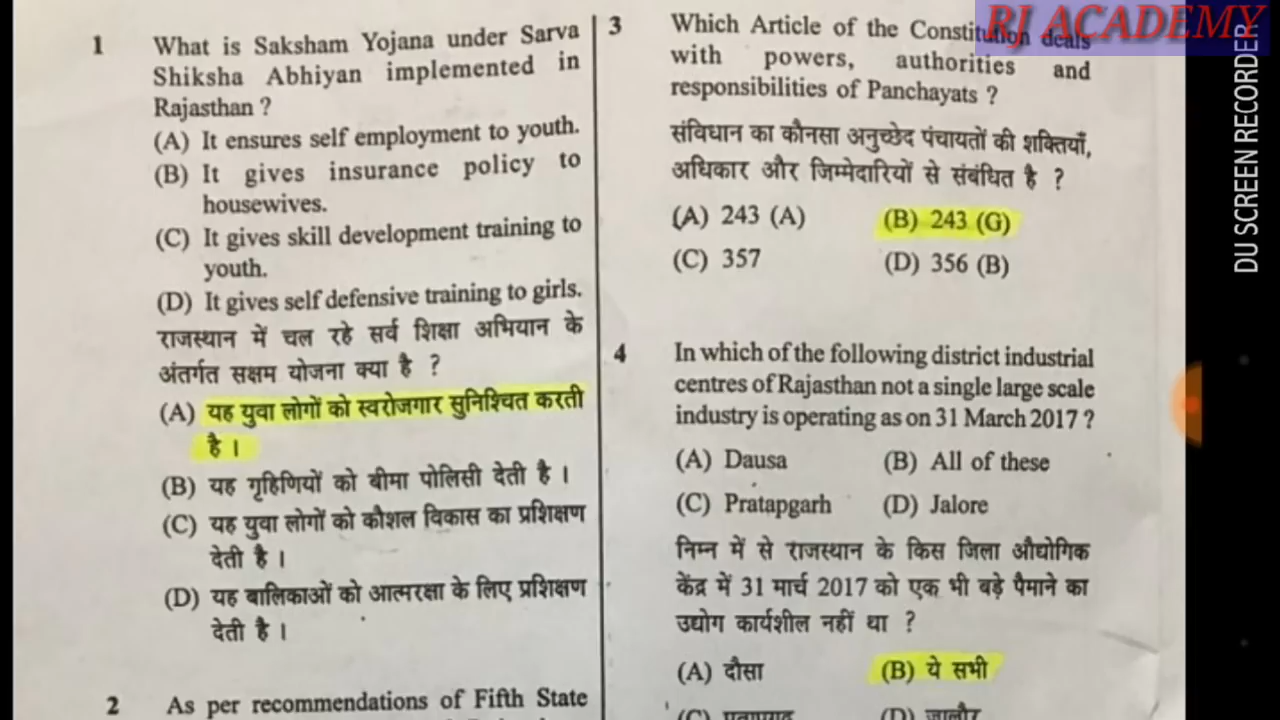 RJ ACADEMY
DU SCREEN RECORDER
1 What is Saksham Yojana under Sarva
Shiksha Abhiyan implemented in
Rajasthan ?
(A) It ensures self employment to youth.
(B) It gives insurance policy to
housewives.
(C) It gives skill development training to
youth.
(D) It gives self defensive training to girls.
राजस्थान में चल रहे सर्व शिक्षा अभियान के
अंतर्गत सक्षम योजना क्या है ?
(A) यह युवा लोगों को स्वरोजगार सुनिश्चित करती
है ।
(B) यह गृहिणियों को बीमा पोलिसी देती है ।
(C) यह युवा लोगों को कौशल विकास का प्रशिक्षण
देती है ।
(D) यह बालिकाओं को आत्मरक्षा के लिए प्रशिक्षण
देती है ।
2 As per recommendations of Fifth State
3 Which Article of the Constitution deals
with powers, authorities and
responsibilities of Panchayats ?
संविधान का कौनसा अनुच्छेद पंचायतों की शक्तियाँ,
अधिकार और जिम्मेदारियों से संबंधित है ?
(A) 243 (A) (B) 243 (G)
(C) 357 (D) 356 (B)
4 In which of the following district industrial
centres of Rajasthan not a single large scale
industry is operating as on 31 March 2017 ?
(A) Dausa (B) All of these
(C) Pratapgarh (D) Jalore
निम्न में से राजस्थान के किस जिला औद्योगिक
केंद्र में 31 मार्च 2017 को एक भी बड़े पैमाने का
उद्योग कार्यशील नहीं था ?
(A) दौसा (B) ये सभी
(C) प्रतापगढ़ (D) जालौर